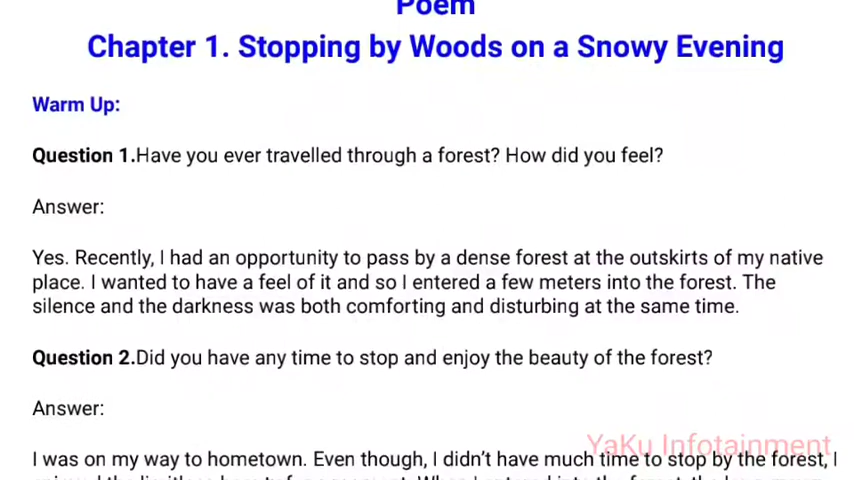 Poem
Chapter 1. Stopping by Woods on a Snowy Evening
Warm Up:
Question 1.Have you ever travelled through a forest? How did you feel?
Answer:
Yes. Recently, I had an opportunity to pass by a dense forest at the outskirts of my native
place. I wanted to have a feel of it and so I entered a few meters into the forest. The
silence and the darkness was both comforting and disturbing at the same time.
Question 2.Did you have any time to stop and enjoy the beauty of the forest?
Answer:
YaKu Infotainment
I was on my way to hometown. Even though, I didn't have much time to stop by the forest, I